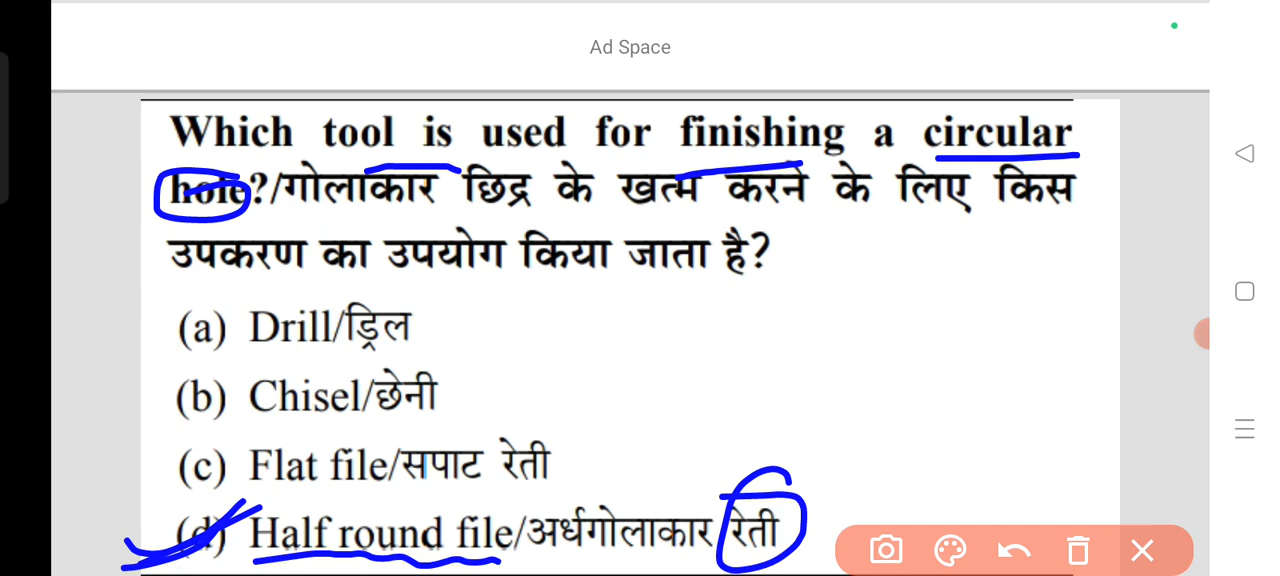 Ad Space
Which tool is used for finishing a circular
hole?/गोलाकार छिद्र के खत्म करने के लिए किस
उपकरण का उपयोग किया जाता है?
(a) Drill/ड्रिल
(b) Chisel/छेनी
(c) Flat file/सपाट रेती
(d) Half round file/अर्धगोलाकार रेती